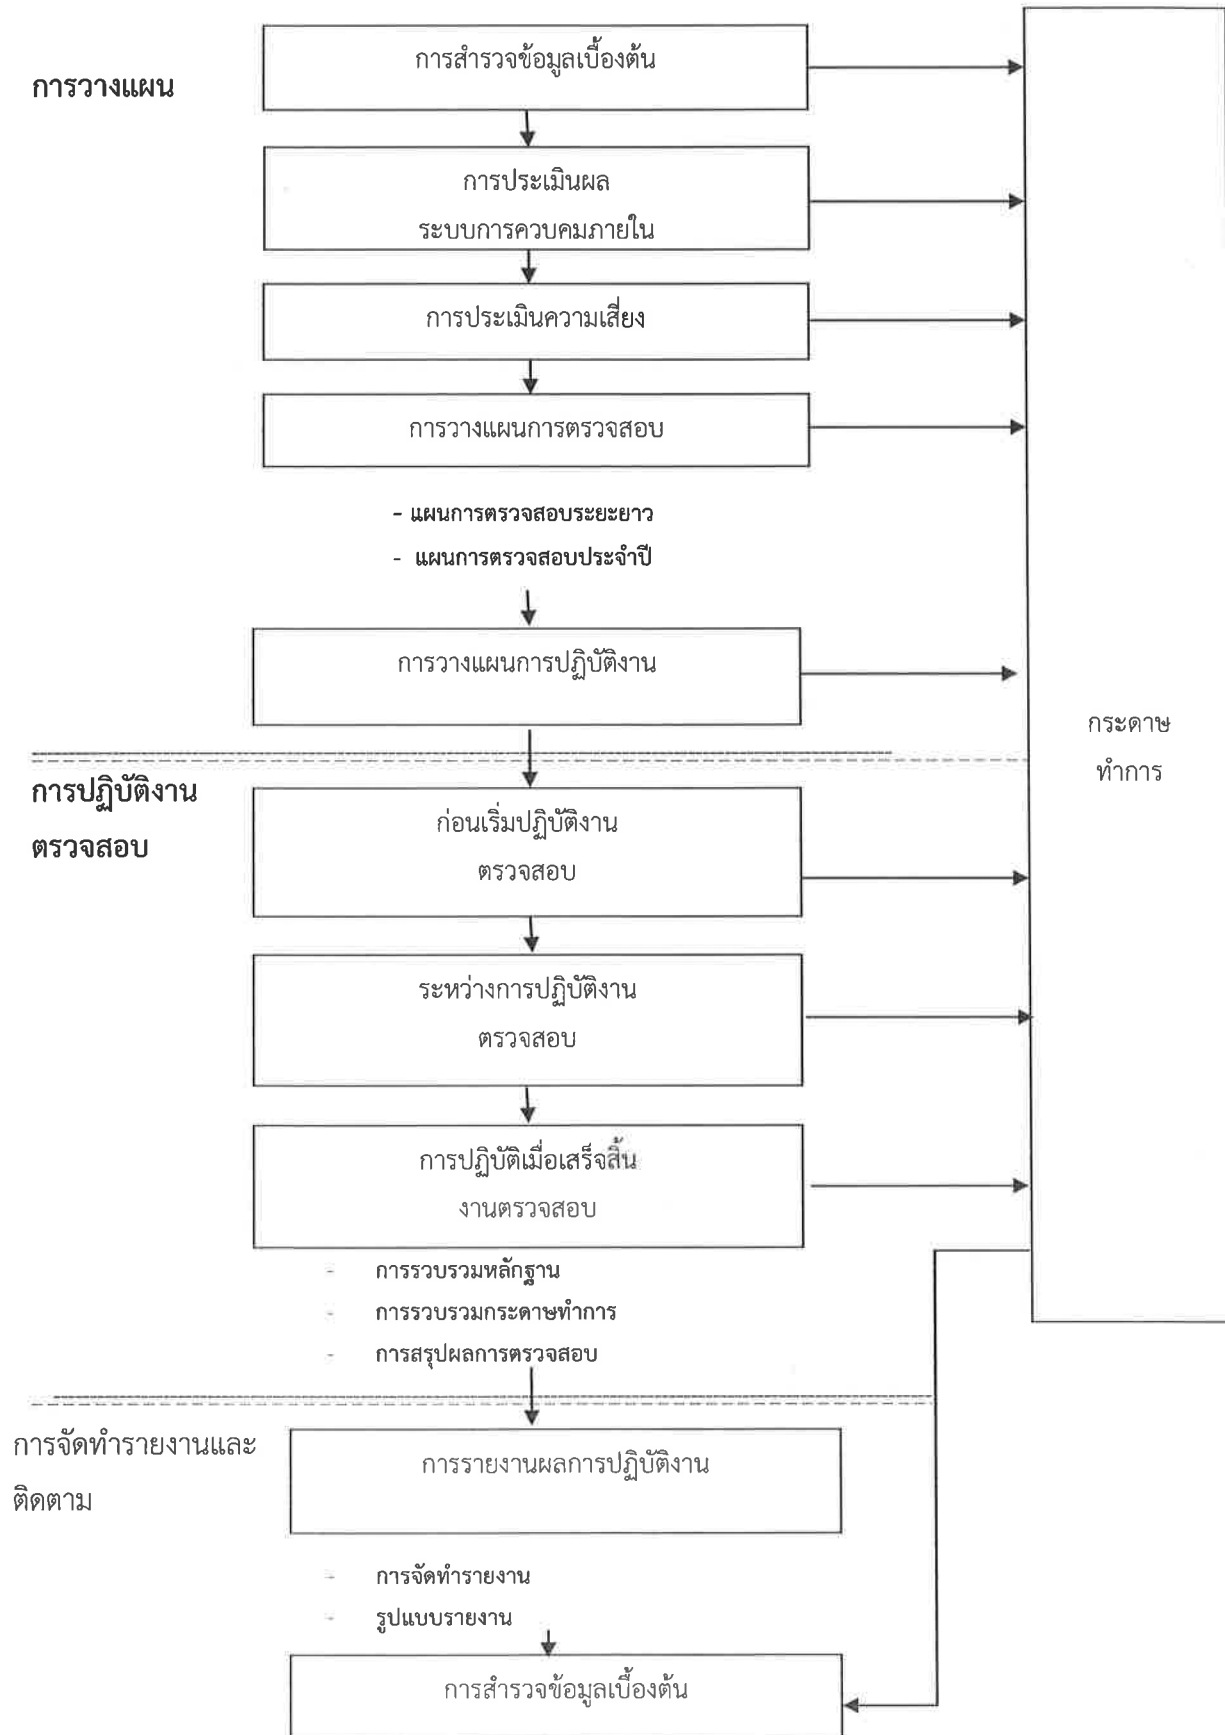 การสำรวจข้อมูลเบื้องต้น
การวางแผน
การประเมินผล
ระบบการควบคมภายใน
การประเมินความเสี่ยง
การวางแผนการตรวจสอบ
- แผนการตรวจสอบระยะยาว
- แผนการตรวจสอบประจำปี
การวางแผนการปฏิบัติงาน
กระดาษ
ทำการ
การปฏิบัติงาน
ตรวจสอบ
ก่อนเริ่มปฏิบัติงาน
ตรวจสอบ
ระหว่างการปฏิบัติงาน
ตรวจสอบ
การปฏิบัติเมื่อเสร็จสิ้น
งานตรวจสอบ
- การรวบรวมหลักฐาน
- การรวบรวมกระดาษทำการ
- การสรุปผลการตรวจสอบ
การจัดทำรายงานและ
ติดตาม
การรายงานผลการปฏิบัติงาน
- การจัดทำรายงาน
- รูปแบบรายงาน
การสำรวจข้อมูลเบื้องต้น